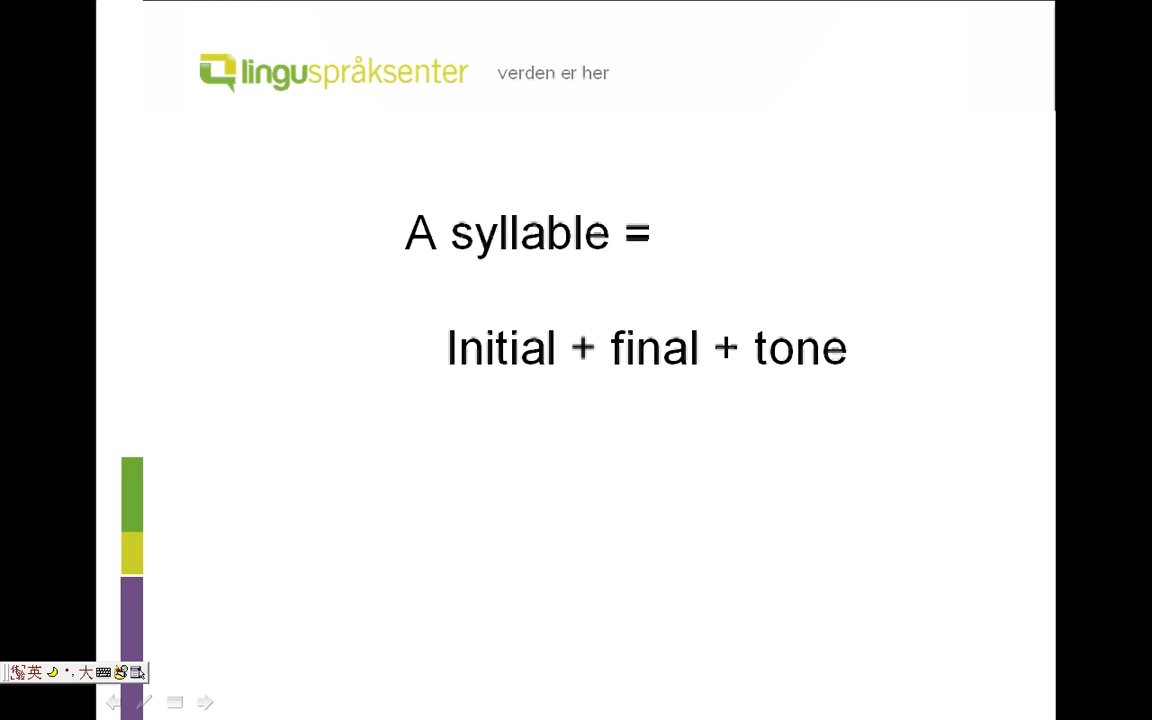 linguspråksenter verden er her
A syllable =
Initial + final + tone
英 大